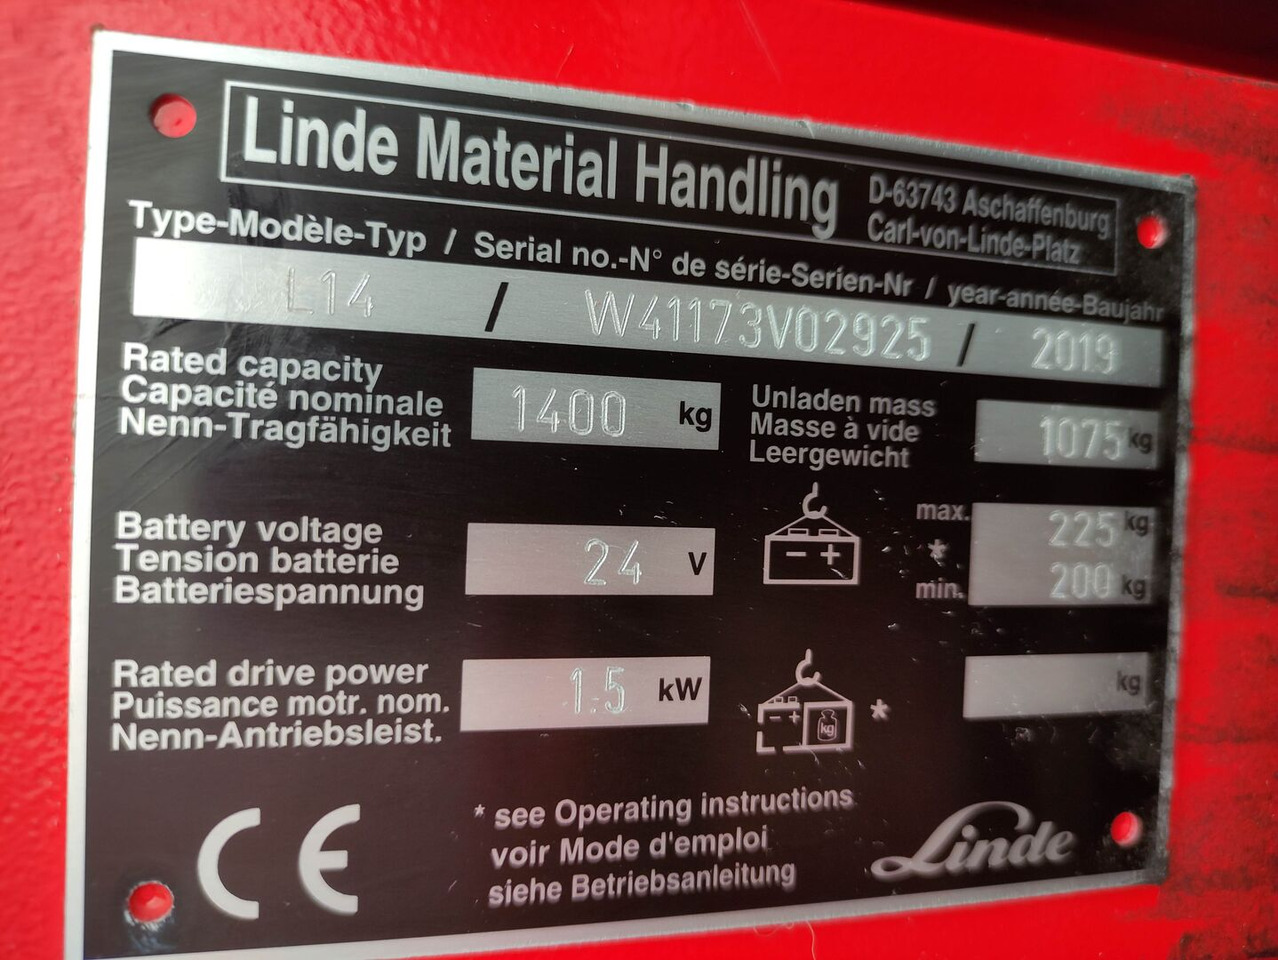 Linde Material Handling
D-63743 Aschaffenburg
Carl-von-Linde-Platz
Type-Modèle-Typ / Serial no.-N° de série-Serien-Nr / year-année-Baujahr
L14 / W41173V02925 / 2019
Rated capacity
Capacité nominale
Nenn-Tragfähigkeit
1400 kg
Unladen mass
Masse à vide
Leergewicht
1075 kg
Battery voltage
Tension batterie
Batteriespannung
24 V
- +
max. 225 kg
*
min. 200 kg
Rated drive power
Puissance motr. nom.
Nenn-Antriebsleist.
1.5 kW
- + kg *
kg
CE
* see Operating instructions
voir Mode d'emploi
siehe Betriebsanleitung
Linde